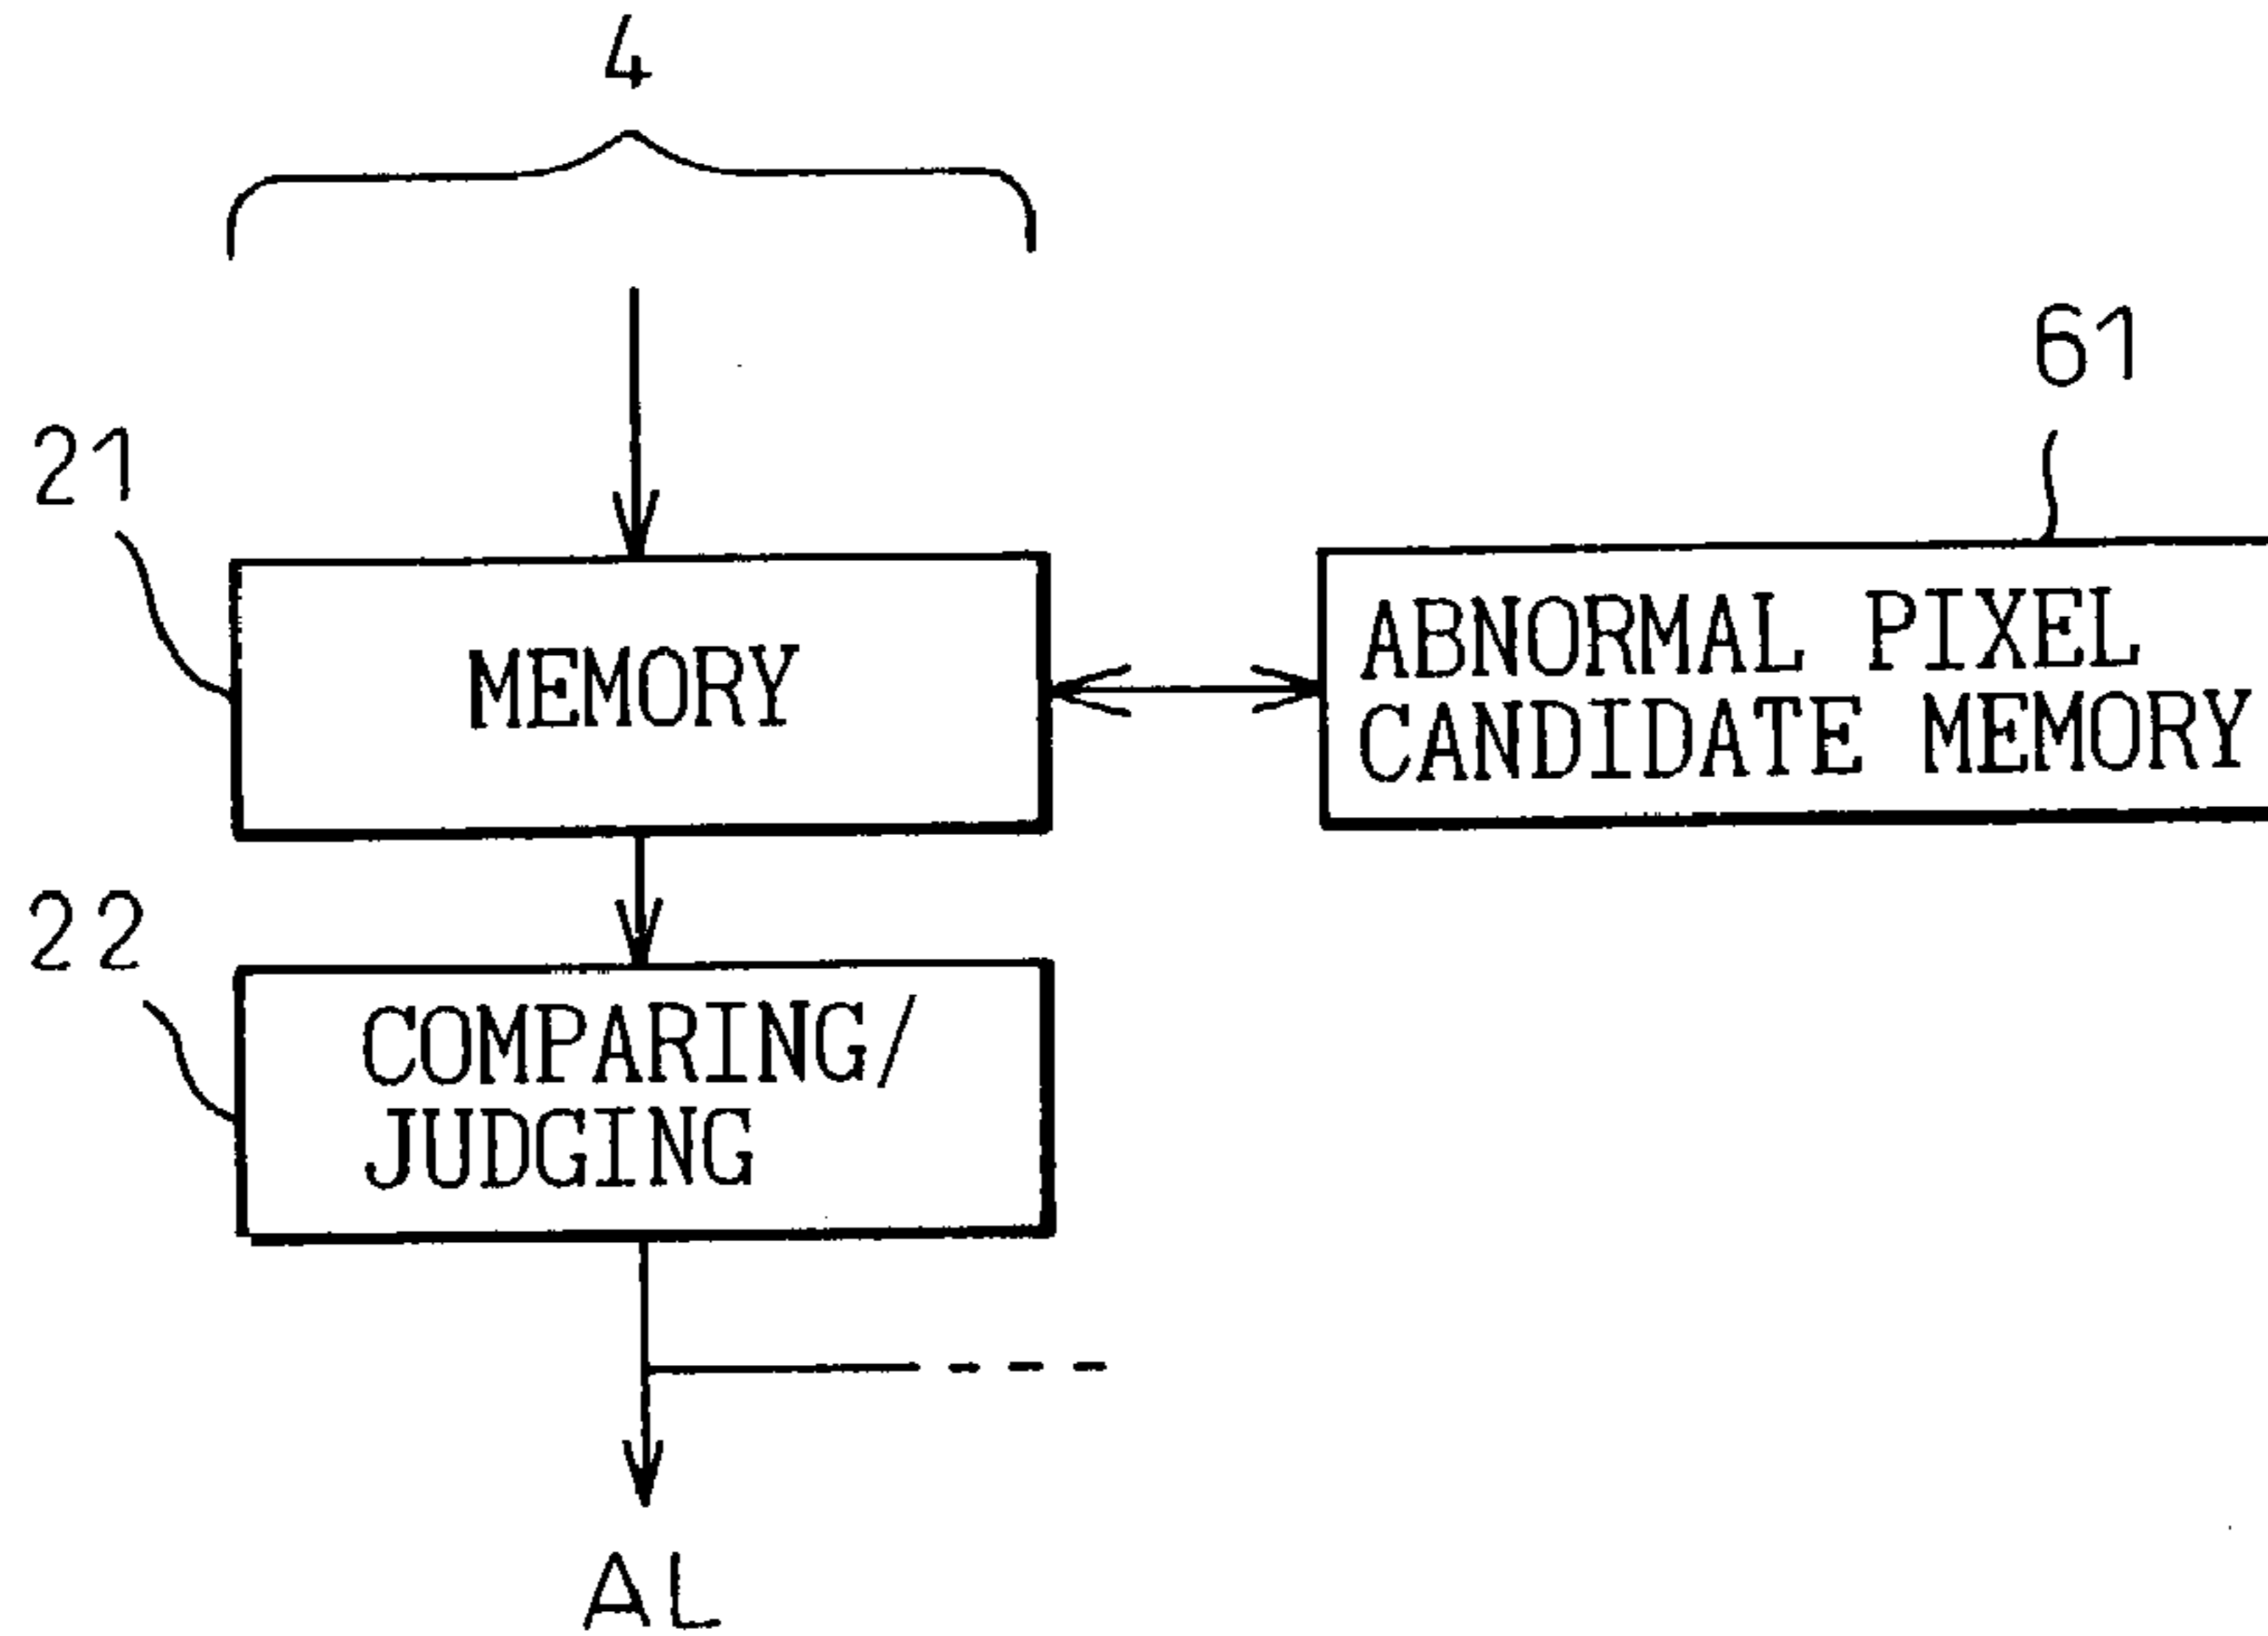 4
61
21
MEMORY
ABNORMAL PIXEL
CANDIDATE MEMORY
22
COMPARING/
JUDGING
AL